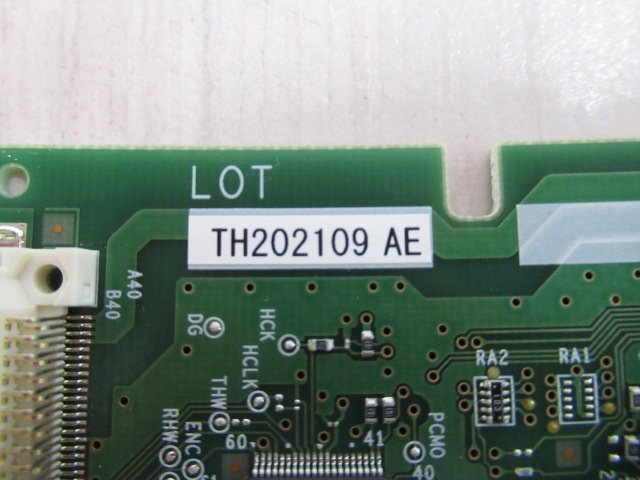 LOT
TH202109 AE
A40
B40
DG
HCK
HCLK
THW
RHW
ENC
60
41
40
PCMO
RA2
RA1